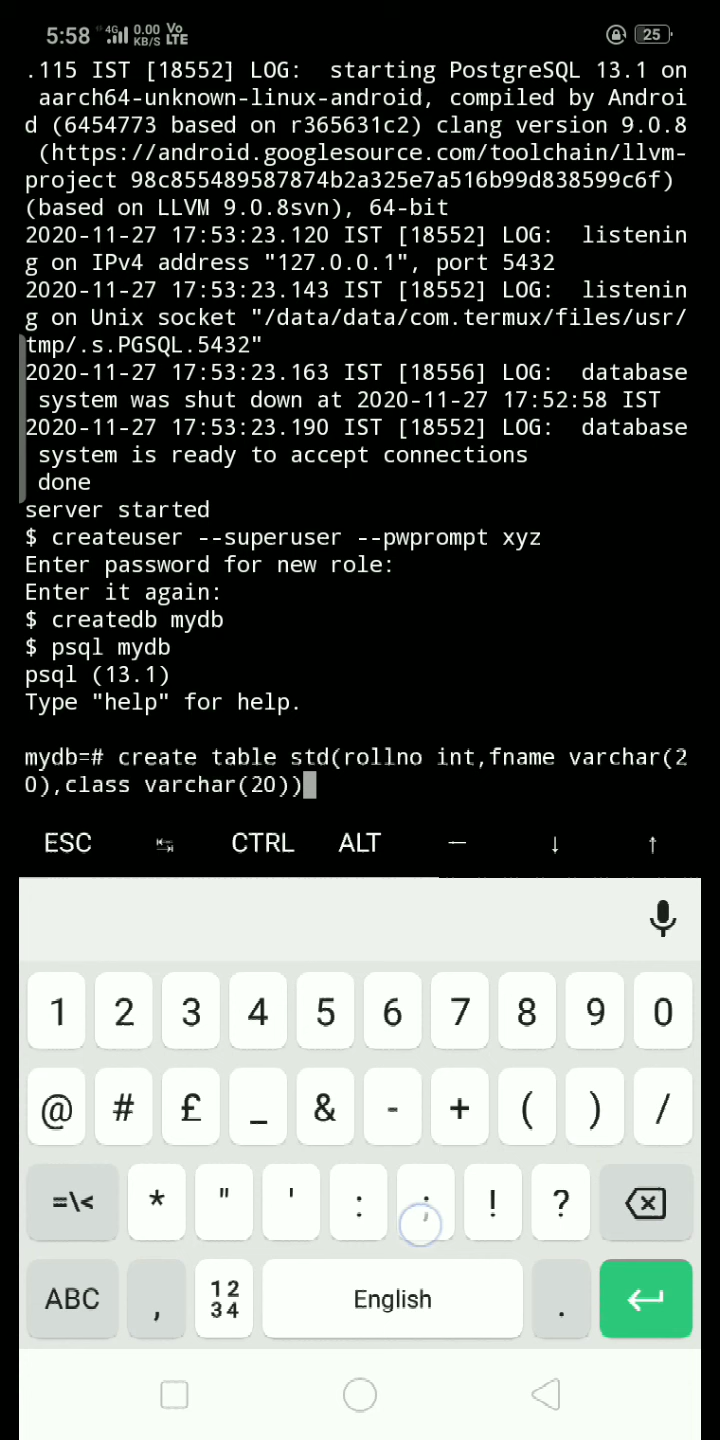 5:58 4G 0.00 KB/S Vo LTE 25
.115 IST [18552] LOG:  starting PostgreSQL 13.1 on
 aarch64-unknown-linux-android, compiled by Androi
d (6454773 based on r365631c2) clang version 9.0.8
 (https://android.googlesource.com/toolchain/llvm-
project 98c855489587874b2a325e7a516b99d838599c6f)
(based on LLVM 9.0.8svn), 64-bit
2020-11-27 17:53:23.120 IST [18552] LOG:  listenin
g on IPv4 address "127.0.0.1", port 5432
2020-11-27 17:53:23.143 IST [18552] LOG:  listenin
g on Unix socket "/data/data/com.termux/files/usr/
tmp/.s.PGSQL.5432"
2020-11-27 17:53:23.163 IST [18556] LOG:  database
 system was shut down at 2020-11-27 17:52:58 IST
2020-11-27 17:53:23.190 IST [18552] LOG:  database
 system is ready to accept connections
 done
server started
$ createuser --superuser --pwprompt xyz
Enter password for new role:
Enter it again:
$ createdb mydb
$ psql mydb
psql (13.1)
Type "help" for help.
mydb=# create table std(rollno int,fname varchar(2
0),class varchar(20))
ESC ↹ CTRL ALT — ↓ ↑
1 2 3 4 5 6 7 8 9 0
@ # £ _ & - + ( ) /
=\< * " ' : ; ! ?
ABC , 1234 English .